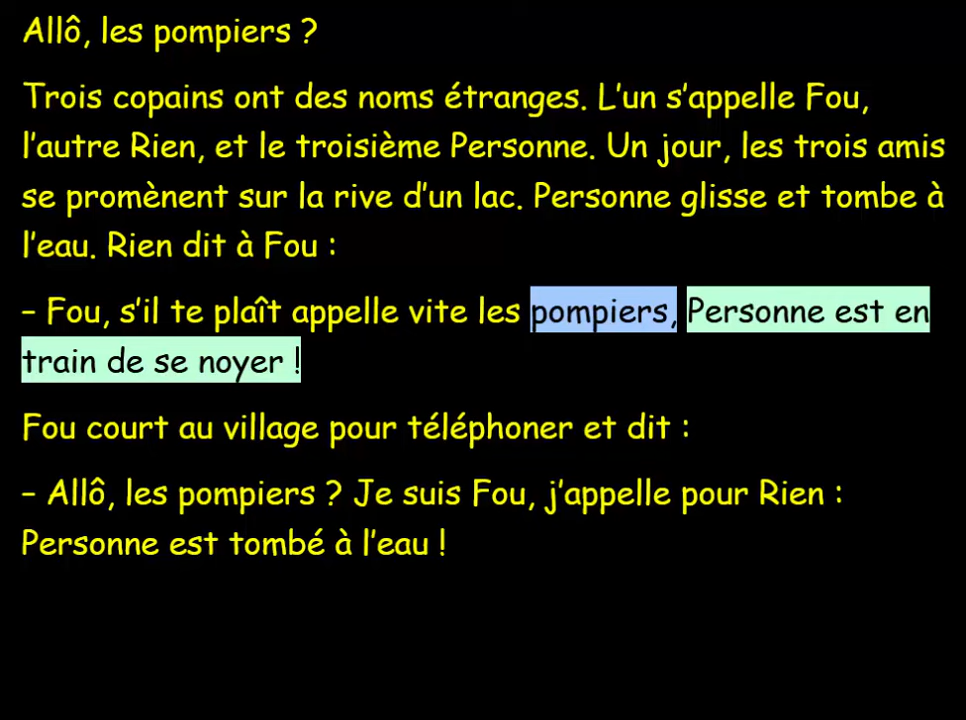 Allô, les pompiers ?
Trois copains ont des noms étranges. L’un s’appelle Fou,
l’autre Rien, et le troisième Personne. Un jour, les trois amis
se promènent sur la rive d’un lac. Personne glisse et tombe à
l’eau. Rien dit à Fou :
– Fou, s’il te plaît appelle vite les pompiers, Personne est en
train de se noyer !
Fou court au village pour téléphoner et dit :
– Allô, les pompiers ? Je suis Fou, j’appelle pour Rien :
Personne est tombé à l’eau !